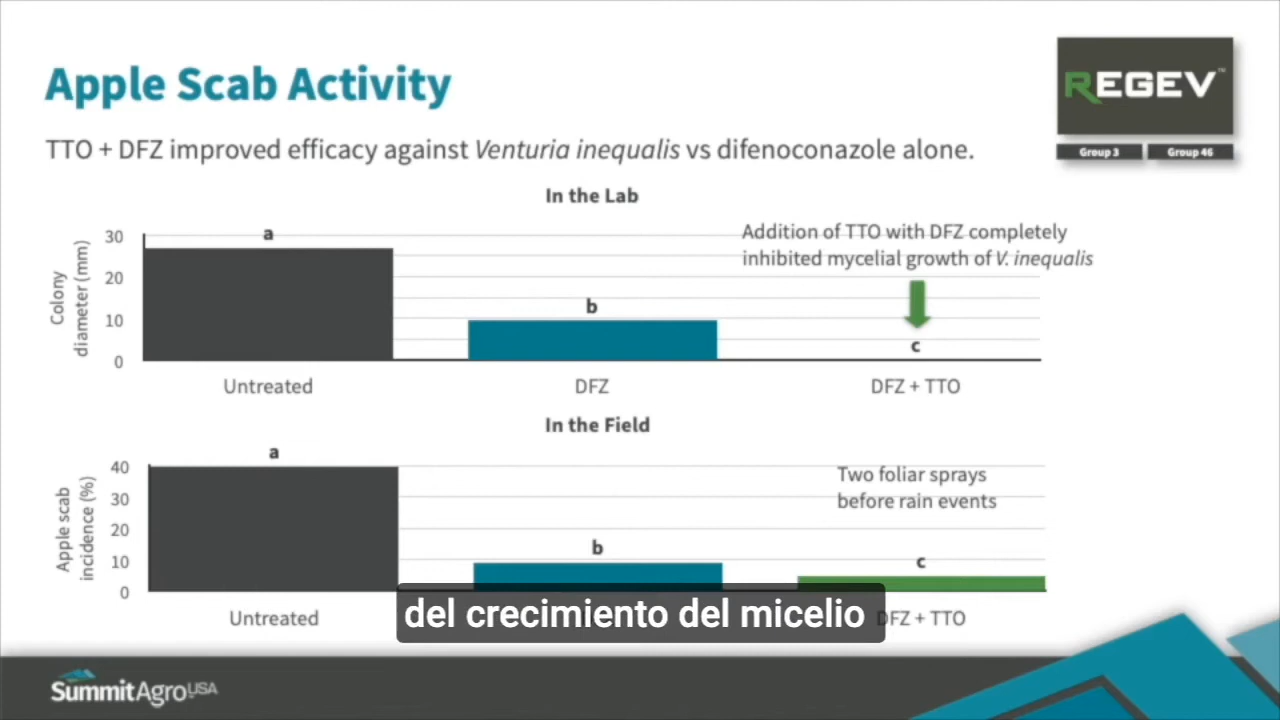 Apple Scab Activity
REGEV™
Group 3 Group 46
TTO + DFZ improved efficacy against Venturia inequalis vs difenoconazole alone.
In the Lab
Colony
diameter (mm)
30
20
10
0
a
b
c
Addition of TTO with DFZ completely
inhibited mycelial growth of V. inequalis
Untreated DFZ DFZ + TTO
In the Field
Apple scab
incidence (%)
40
30
20
10
0
a
b
c
Two foliar sprays
before rain events
Untreated DFZ + TTO
del crecimiento del micelio
SummitAgro USA